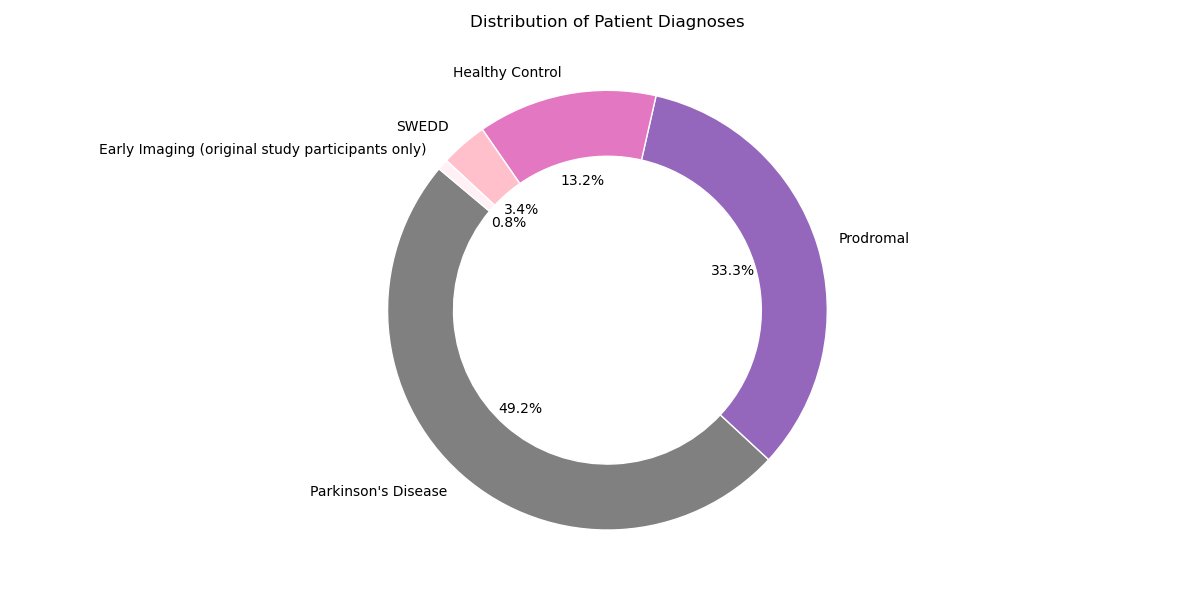 Distribution of Patient Diagnoses
Healthy Control
SWEDD
Early Imaging (original study participants only)
13.2%
3.4%
0.8%
Prodromal
33.3%
49.2%
Parkinson's Disease